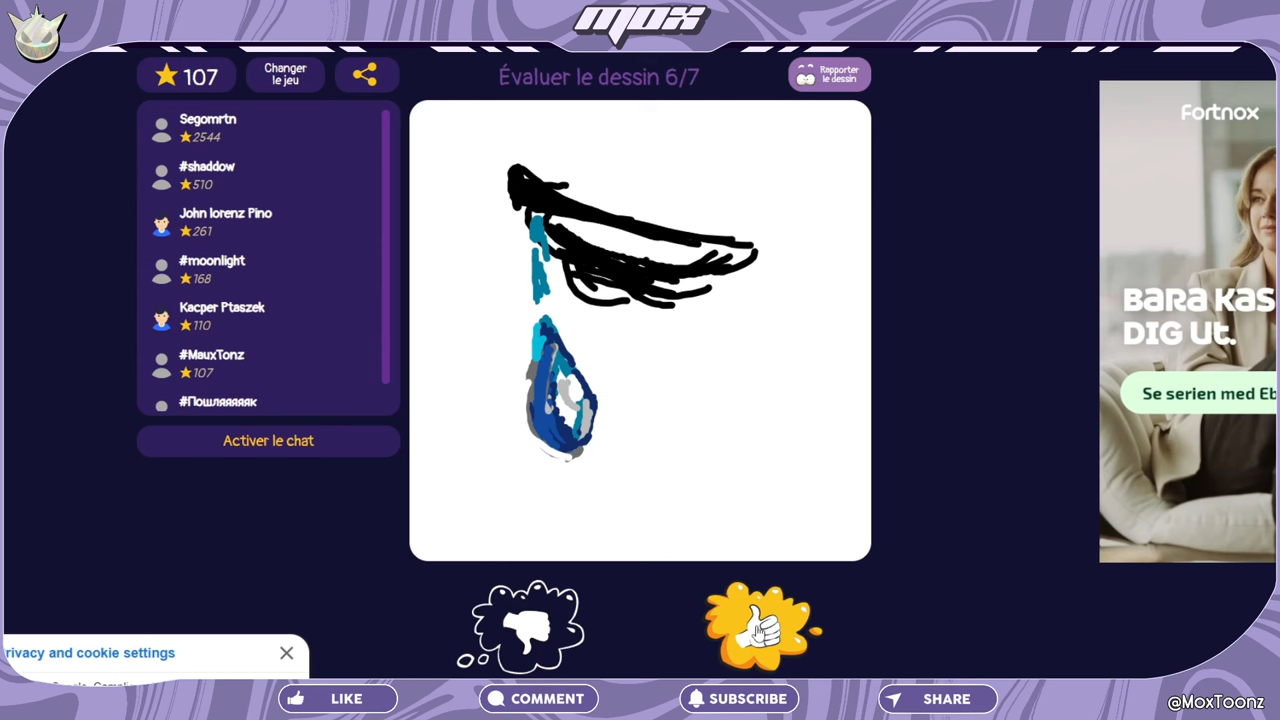 MOX
107
Changer
le jeu
Évaluer le dessin 6/7
Rapporter
le dessin
Segomrtn
2544
#shaddow
510
John lorenz Pino
261
#moonlight
168
Kacper Ptaszek
110
#MauxTonz
107
#Пошляяяяяк
Activer le chat
Fortnox
BARA KAS
DIG UT.
Se serien med Eb
rivacy and cookie settings
LIKE
COMMENT
SUBSCRIBE
SHARE
@MoxToonz